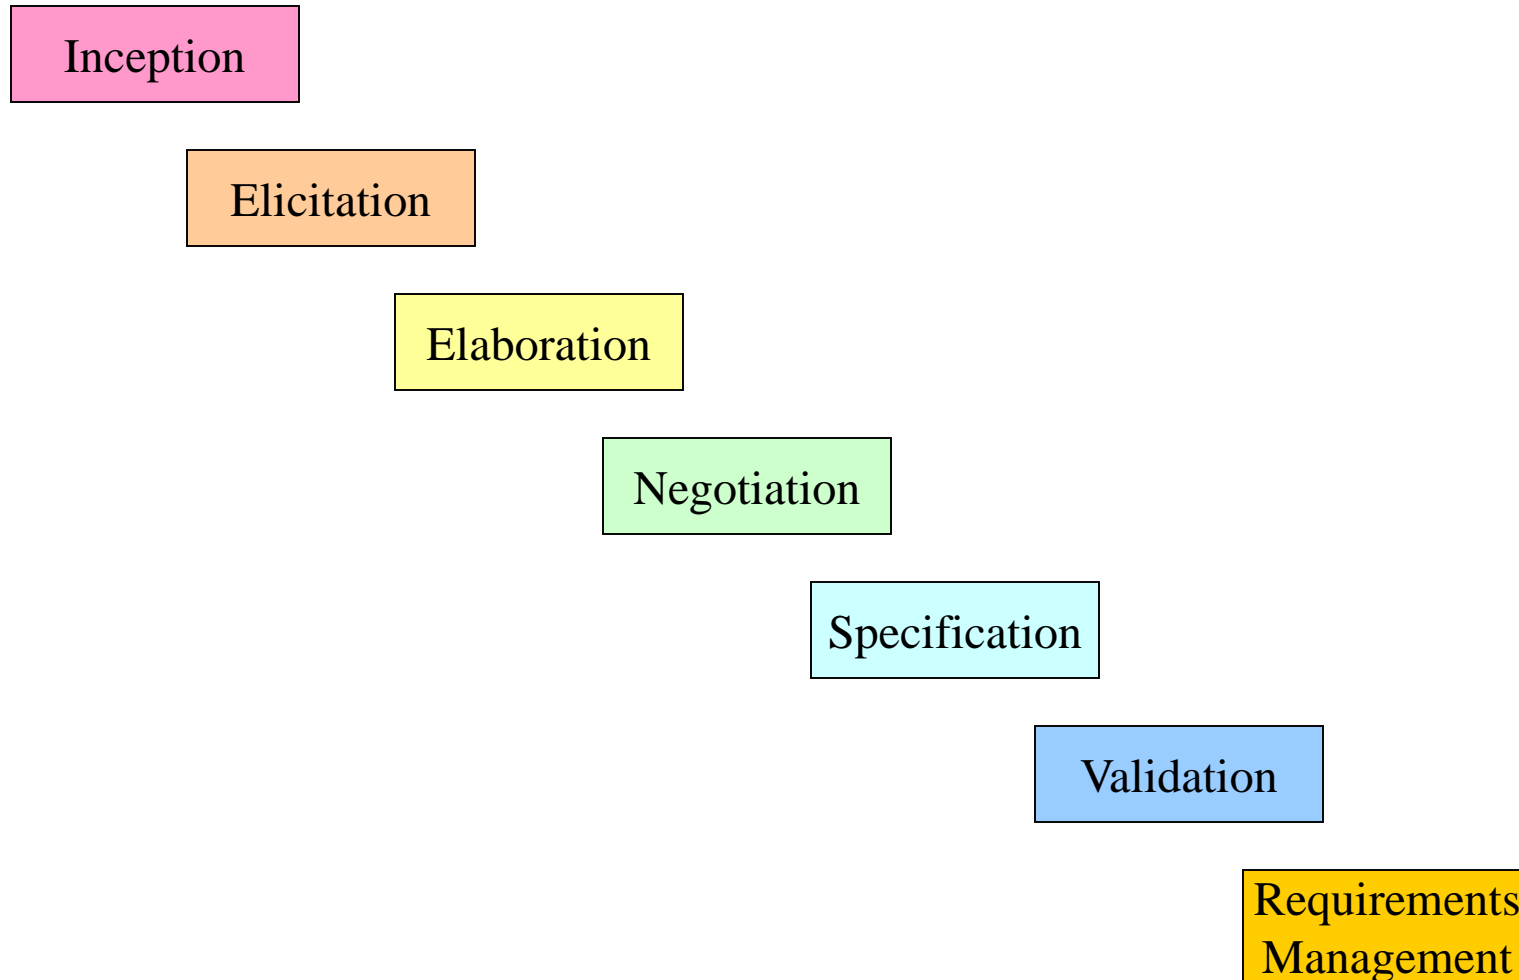 Inception
Elicitation
Elaboration
Negotiation
Specification
Validation
Requirements
Management